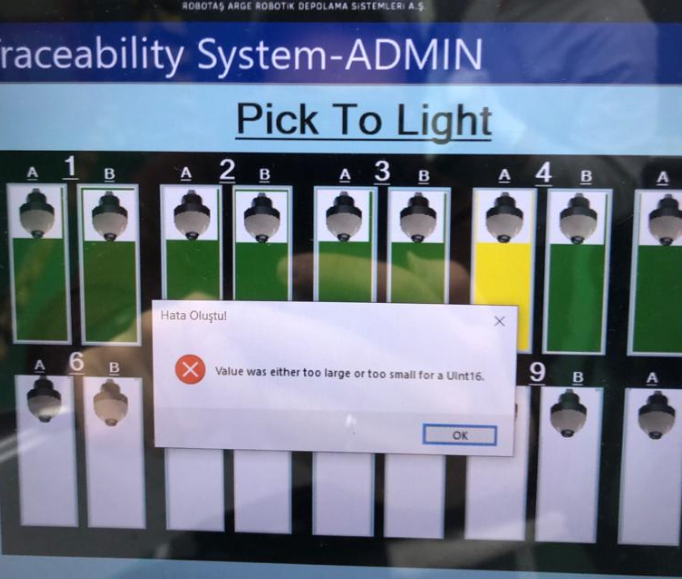 ROBOTAŞ ARGE ROBOTİK DEPOLAMA SİSTEMLERİ A.Ş.
raceability System-ADMIN
Pick To Light
1 2 3 4
A B A B A B A B A
Hata Oluştu!
Value was either too large or too small for a UInt16.
OK
6 9
A B B A